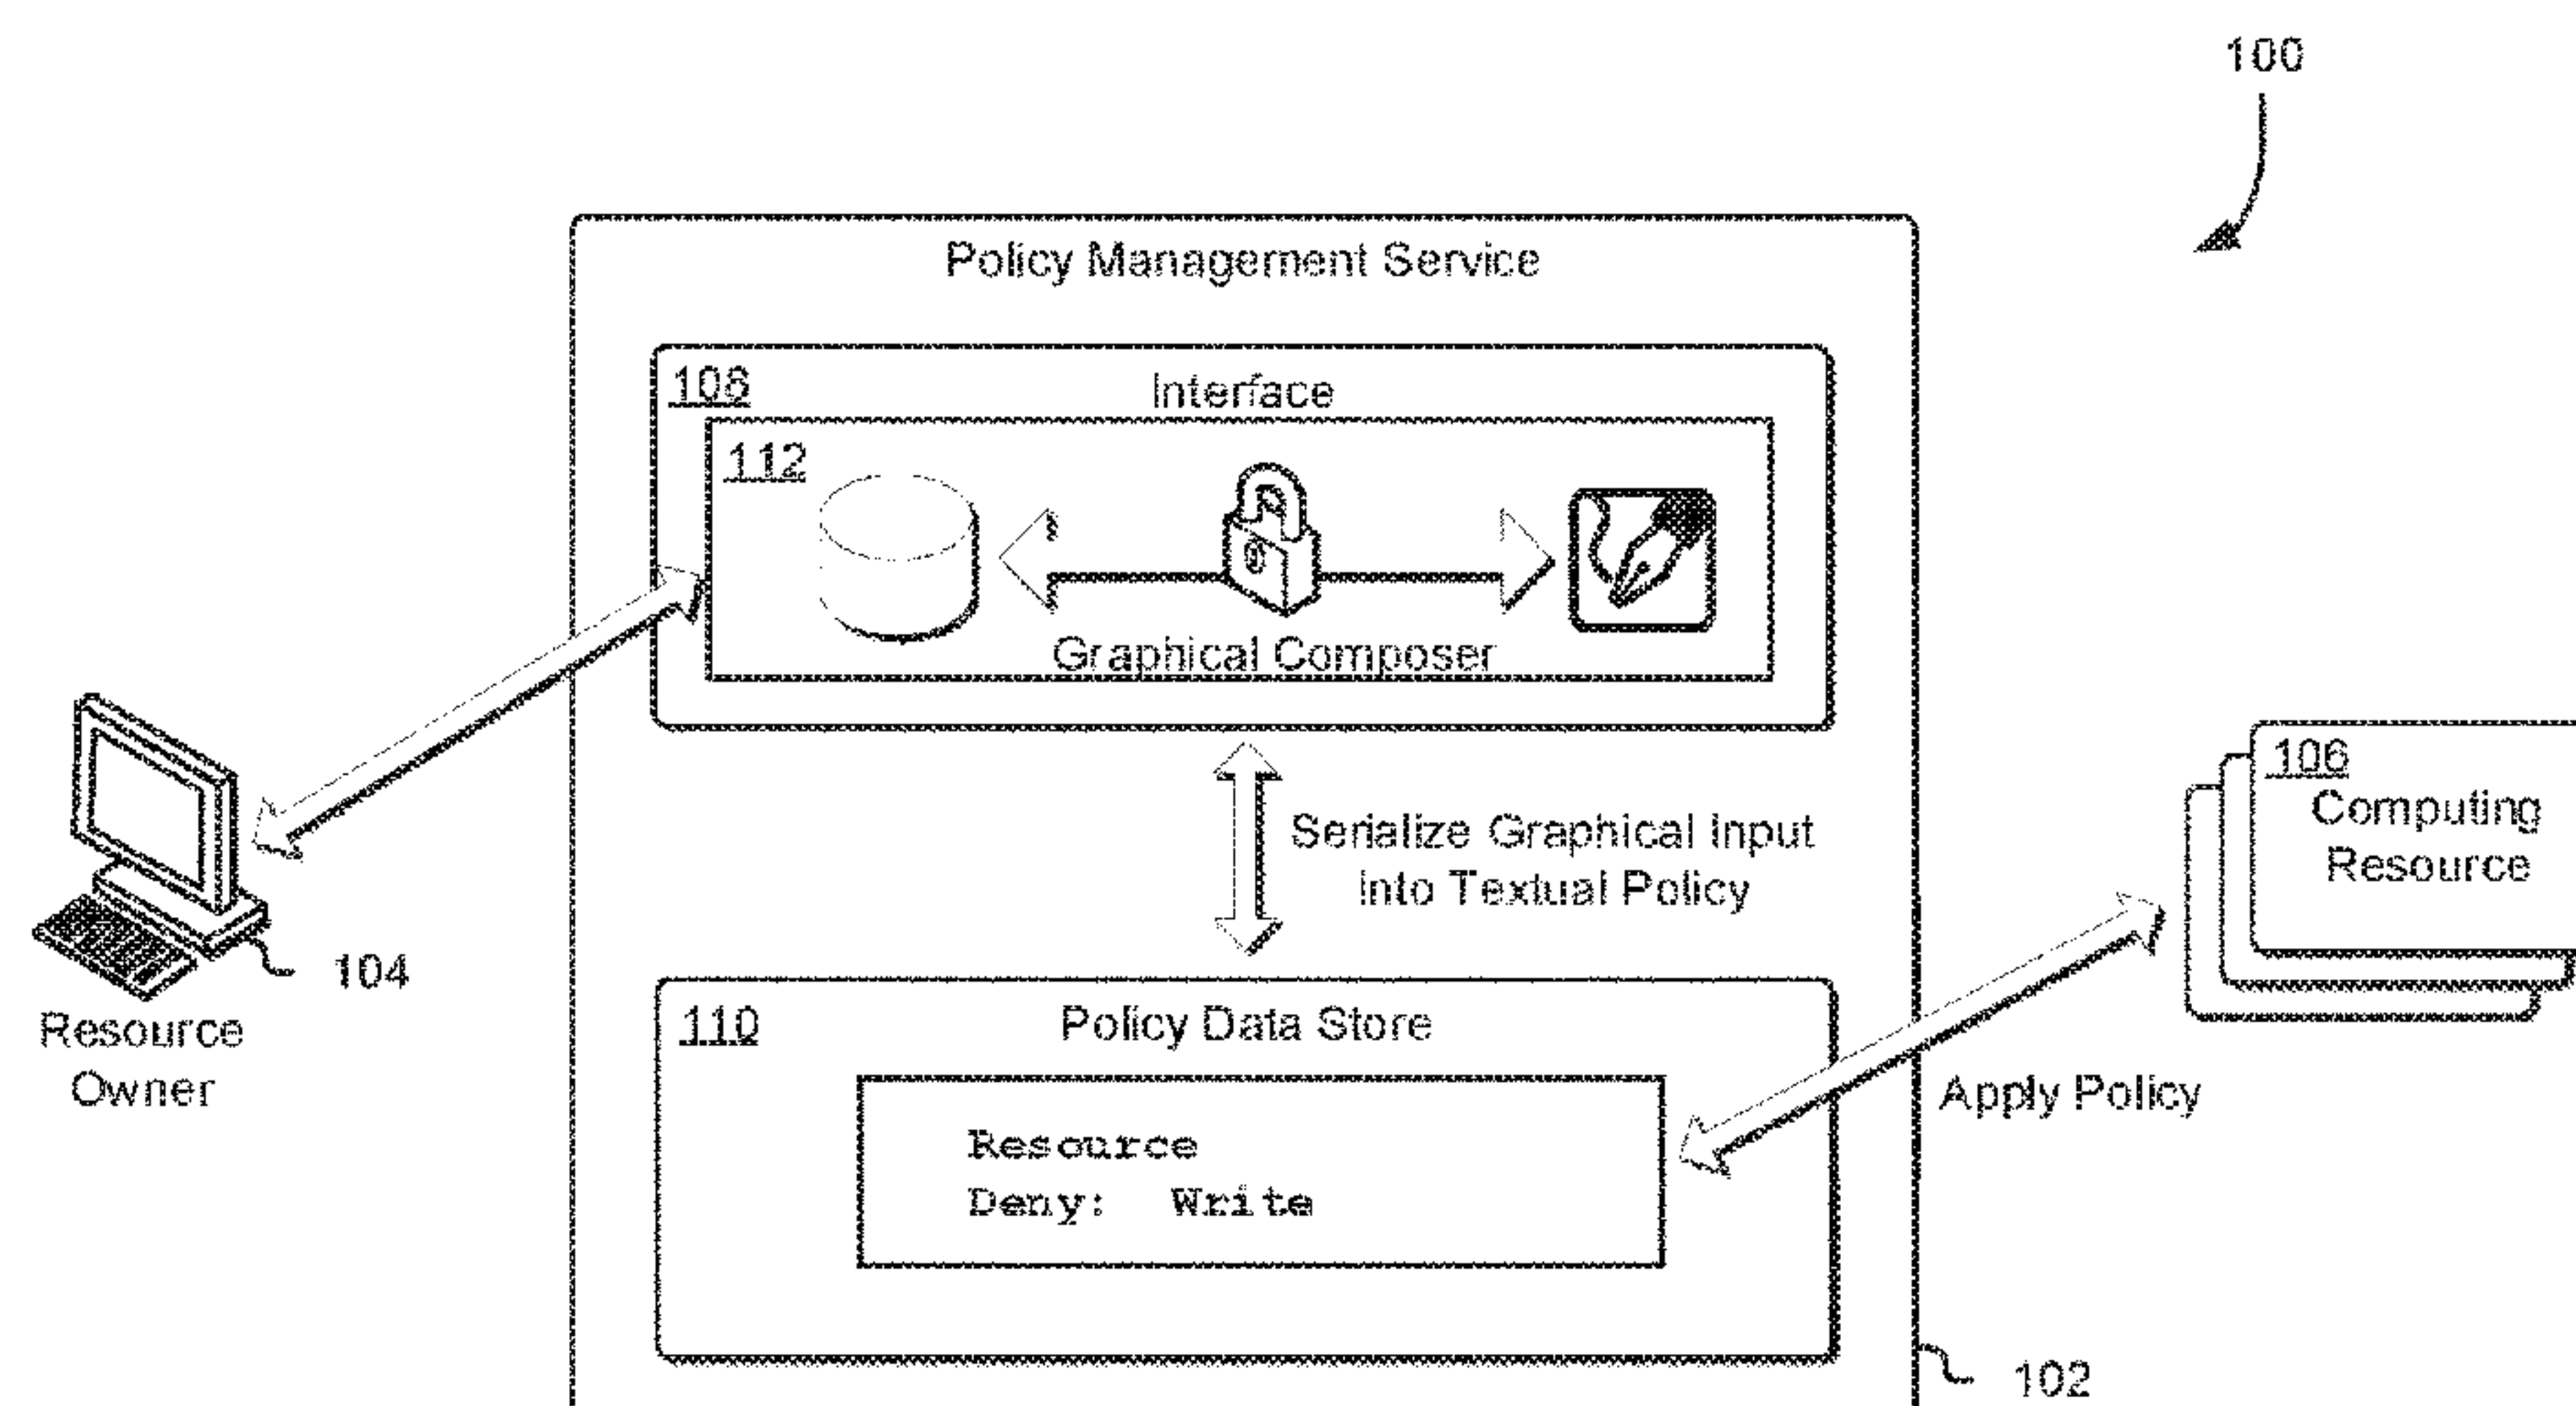 100
Policy Management Service
108
Interface
112
Graphical Composer
Serialize Graphical Input
into Textual Policy
106
Computing
Resource
104
Resource
Owner
110
Policy Data Store
Resource
Deny: Write
Apply Policy
102